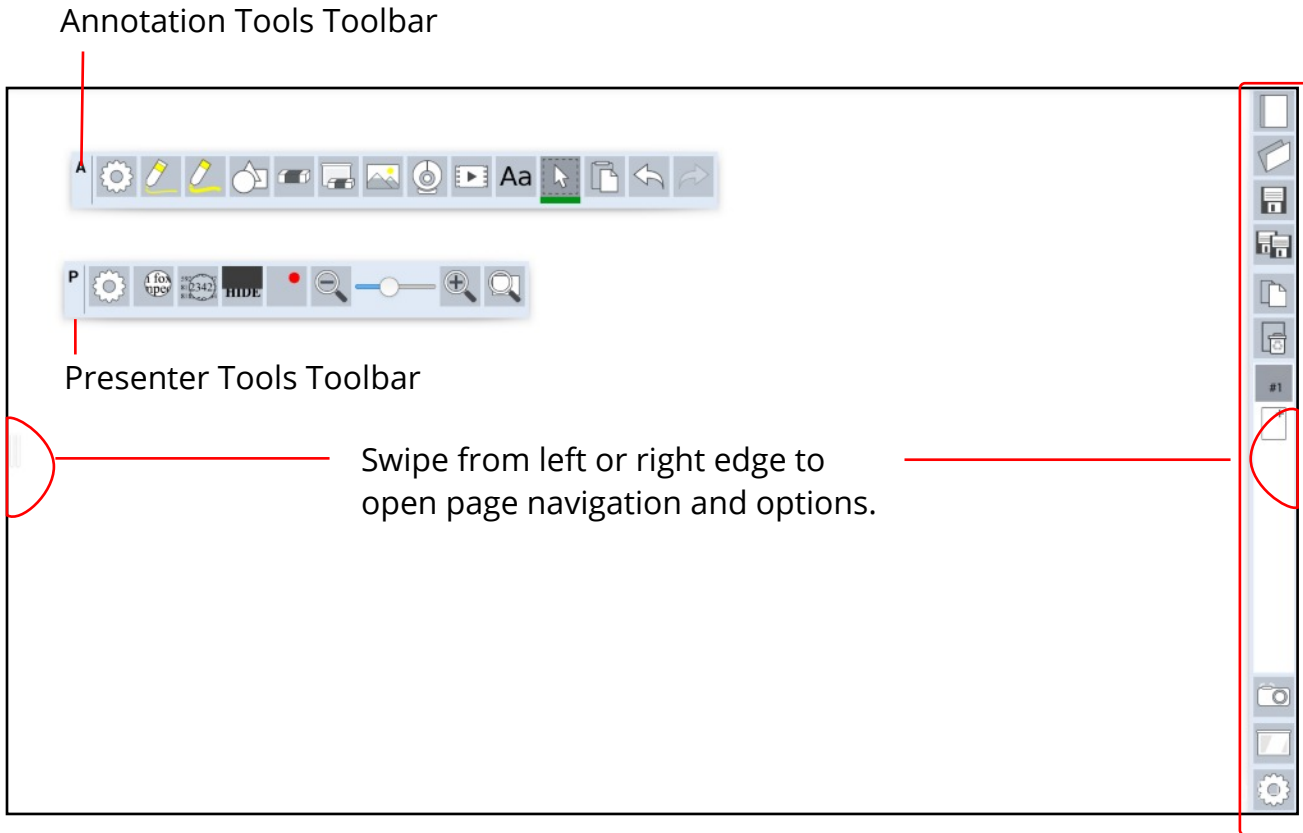 Annotation Tools Toolbar
A
Aa
P
HIDE
2342
Presenter Tools Toolbar
#1
Swipe from left or right edge to
open page navigation and options.